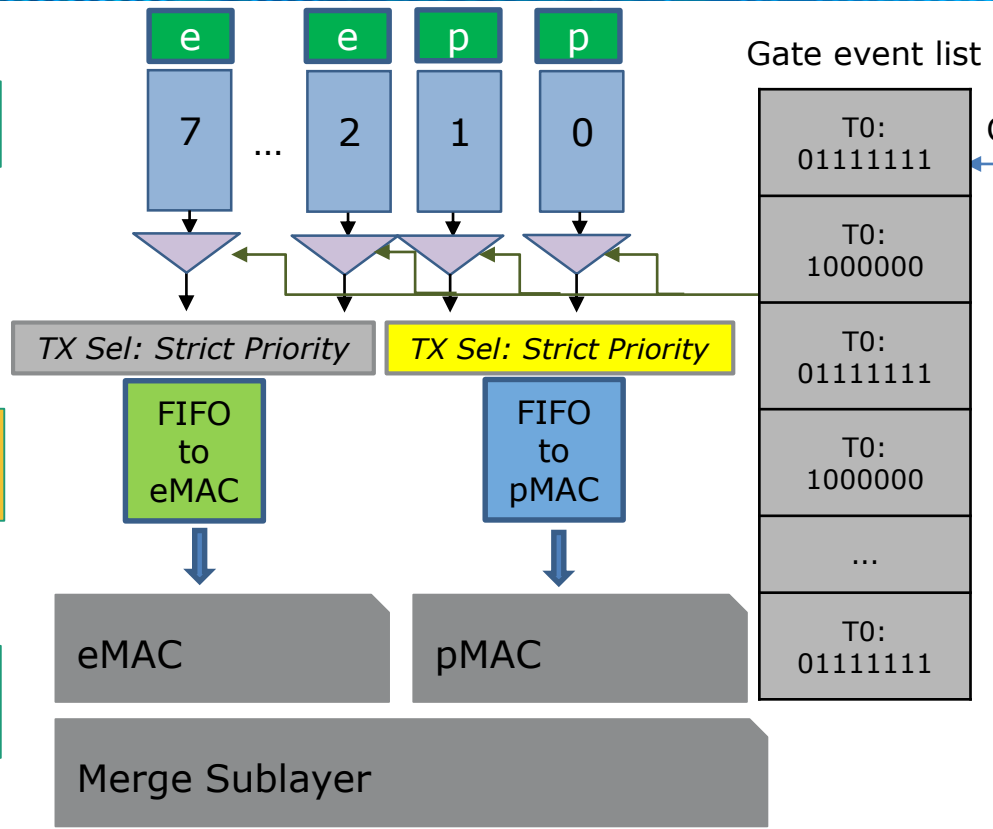 e e p p
Gate event list
7 ... 2 1 0
T0:
01111111
T0:
1000000
T0:
01111111
T0:
1000000
...
T0:
01111111
TX Sel: Strict Priority
TX Sel: Strict Priority
FIFO
to
eMAC
FIFO
to
pMAC
eMAC
pMAC
Merge Sublayer